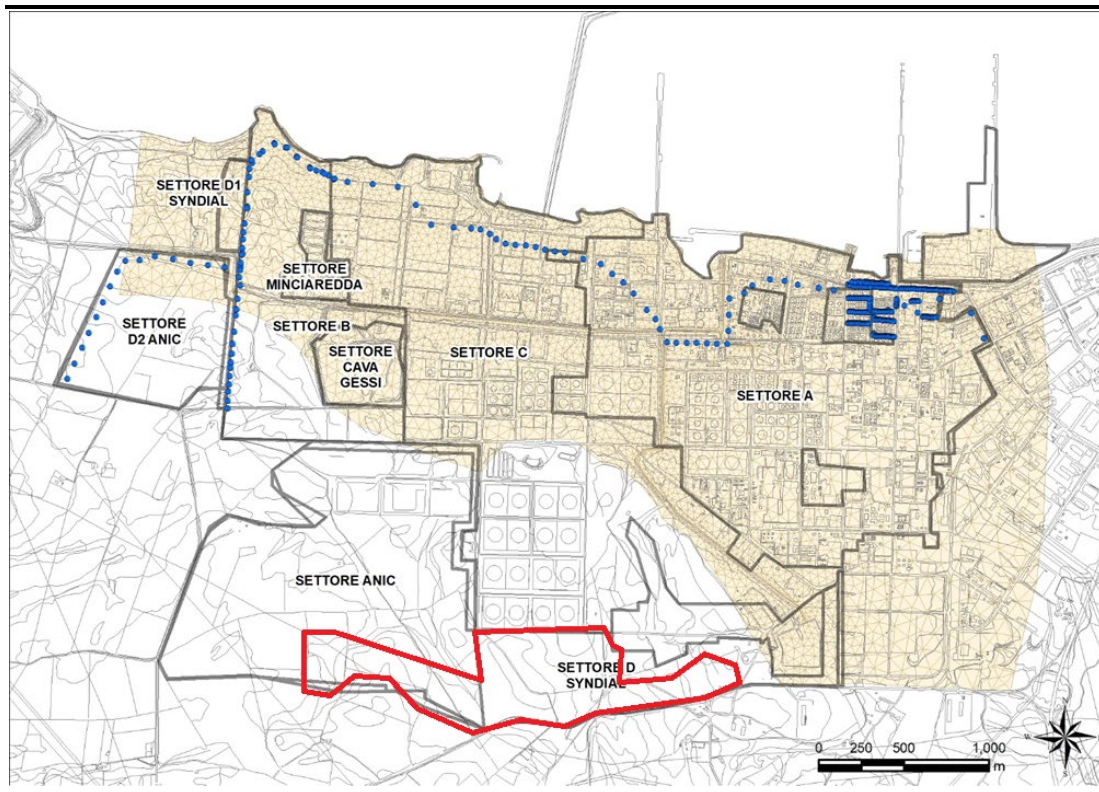 SETTORE D1
SYNDIAL
SETTORE
MINCIAREDDA
SETTORE
D2 ANIC
SETTORE B
SETTORE
CAVA
GESSI
SETTORE C
SETTORE A
SETTORE ANIC
SETTORE D
SYNDIAL
N
W
S
0 250 500 1,000
m